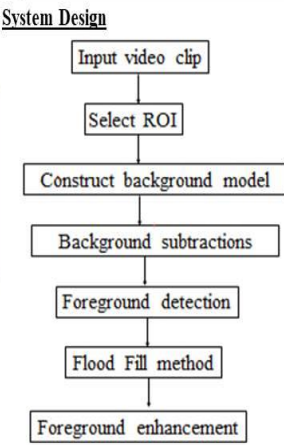 System Design
Input video clip
Select ROI
Construct background model
Background subtractions
Foreground detection
Flood Fill method
Foreground enhancement